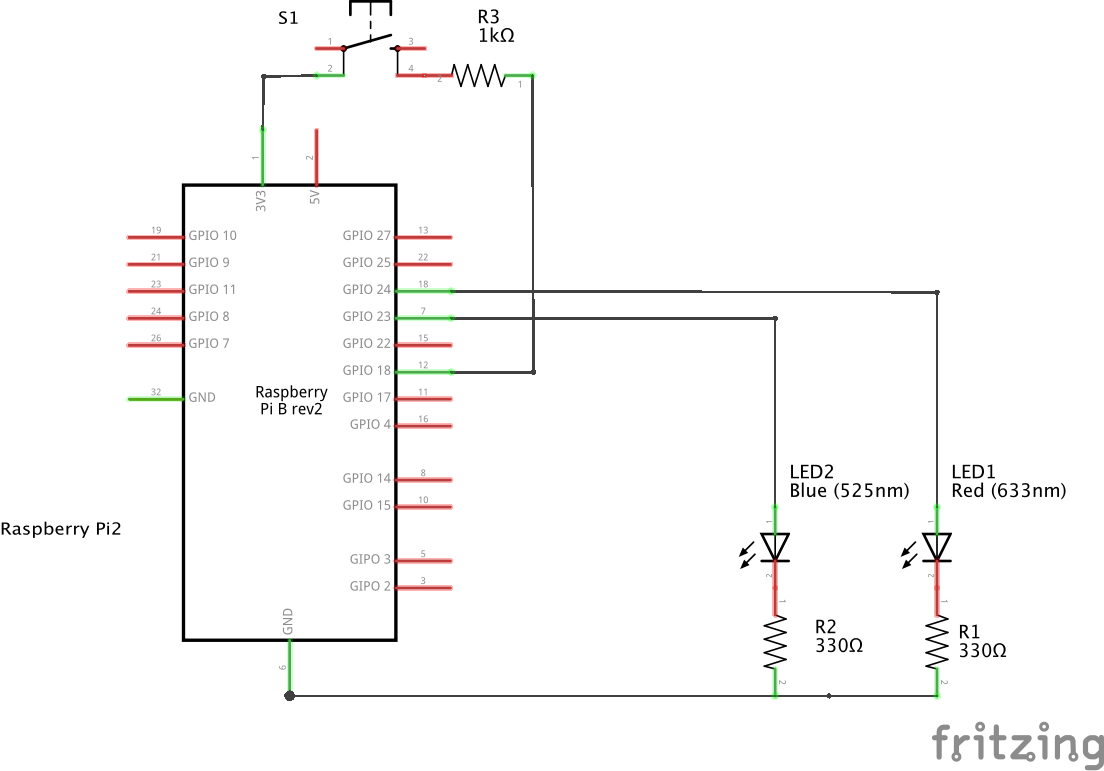 S1
R3
1kΩ
1
3
2
4
2
1
1
2
3V3
5V
19
GPIO 10
GPIO 27
13
21
GPIO 9
GPIO 25
22
23
GPIO 11
GPIO 24
18
24
GPIO 8
GPIO 23
7
26
GPIO 7
GPIO 22
15
GPIO 18
12
32
GND
Raspberry
Pi B rev2
GPIO 17
11
GPIO 4
16
GPIO 14
8
GPIO 15
10
GIPO 3
5
GIPO 2
3
Raspberry Pi2
GND
6
LED2
Blue (525nm)
LED1
Red (633nm)
1
1
2
2
1
1
R2
330Ω
R1
330Ω
2
2
fritzing